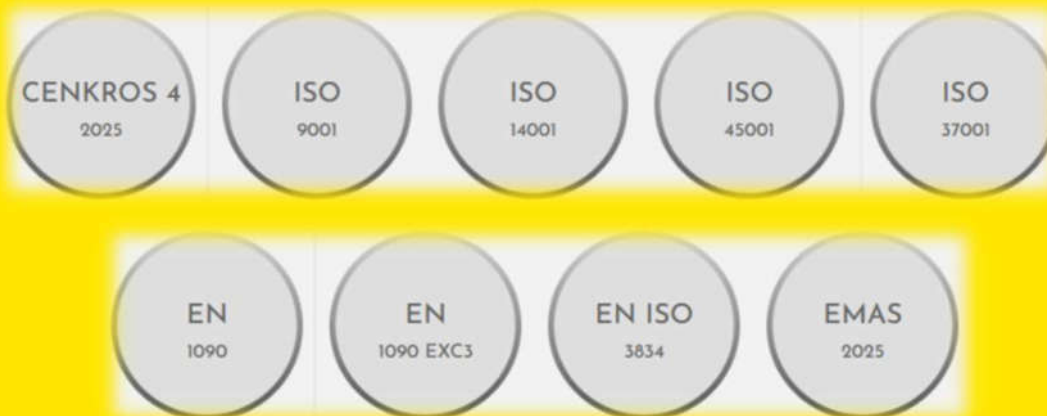 CENKROS 4
2025
ISO
9001
ISO
14001
ISO
45001
ISO
37001
EN
1090
EN
1090 EXC3
EN ISO
3834
EMAS
2025